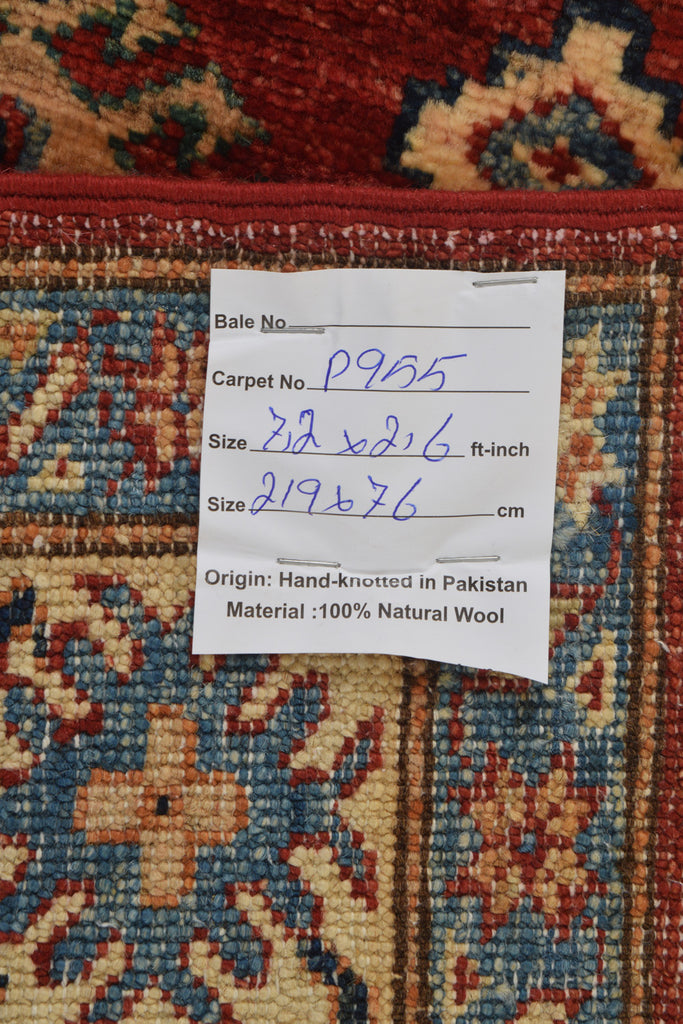 Bale No
Carpet No. P955
Size 7,2 x 2,6 ft-inch
Size 219 x 76 cm
Origin: Hand-knotted in Pakistan
Material :100% Natural Wool